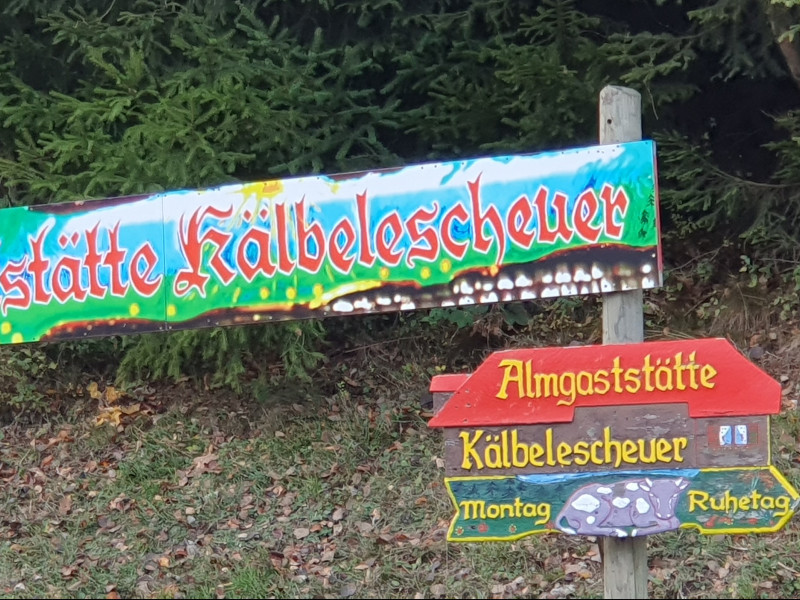 stätte Kälbelescheuer
Almgaststätte
Kälbelescheuer
Montag Ruhetag